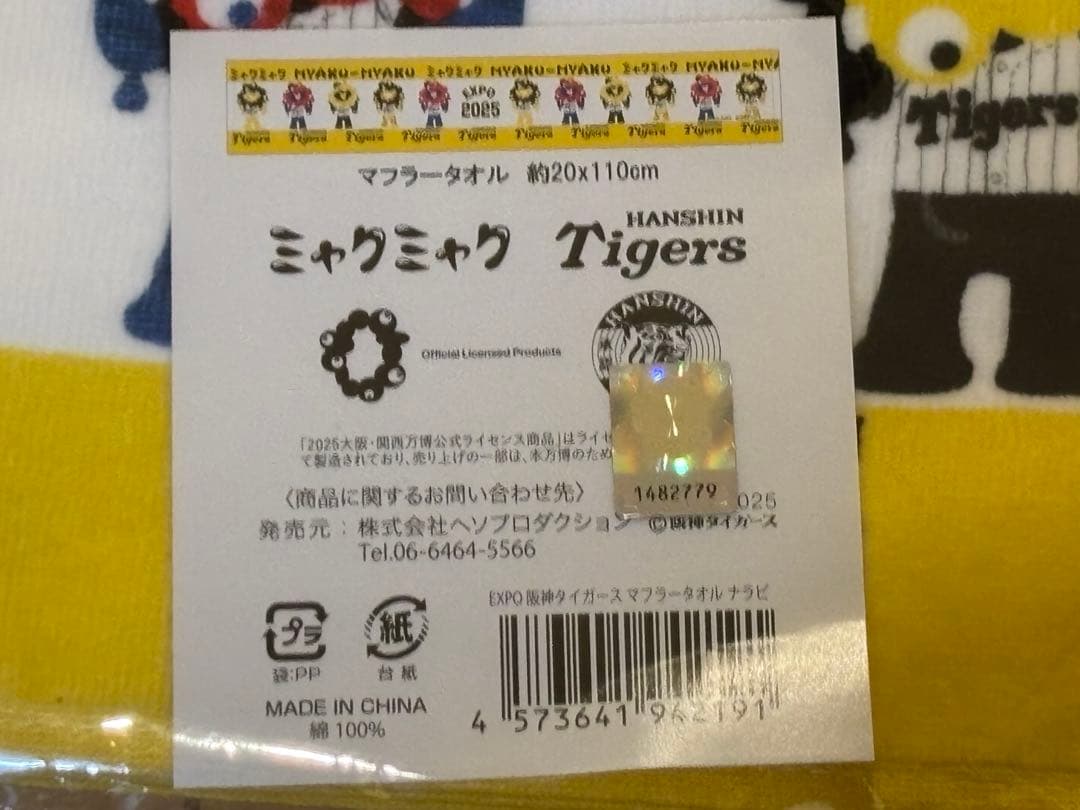 ミャクミャク MYAKU-MYAKU ミャクミャク MYAKU-MYAKU ミャクミャク MYAKU-MYA
EXPO
2025
Tigers Tigers Tigers Tigers Tigers Tigers Tigers Tigers
Tigers
マフラータオル 約20x110cm
ミャクミャク
HANSHIN
Tigers
Official Licensed Products
HANSHIN
「2025大阪・関西万博公式ライセンス商品」はライセ
て製造されており、売り上げの一部は、本万博のため
1482779
〈商品に関するお問い合わせ先〉
発売元：株式会社ヘソプロダクション
025
©阪神タイガース
Tel.06-6464-5566
EXPO 阪神タイガース マフラータオル ナラビ
プラ
袋:PP
紙
台紙
MADE IN CHINA
綿 100%
4 573641 962191